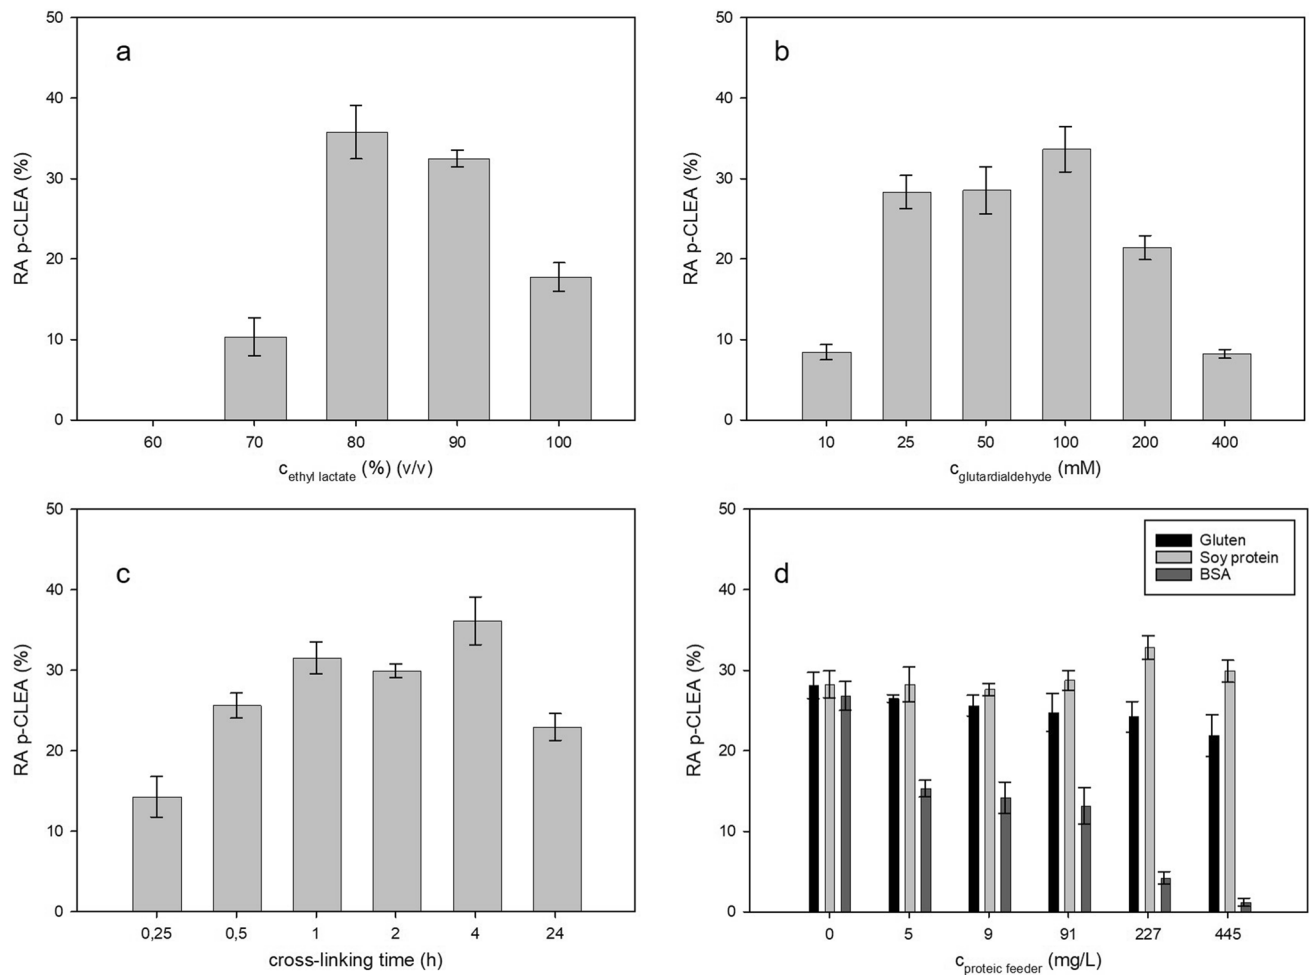 a
50
40
30
20
10
0
RA p-CLEA (%)
60 70 80 90 100
c ethyl lactate (%) (v/v)
b
50
40
30
20
10
0
RA p-CLEA (%)
10 25 50 100 200 400
c glutardialdehyde (mM)
c
50
40
30
20
10
0
RA p-CLEA (%)
0,25 0,5 1 2 4 24
cross-linking time (h)
d
50
40
30
20
10
0
RA p-CLEA (%)
Gluten
Soy protein
BSA
0 5 9 91 227 445
c proteic feeder (mg/L)